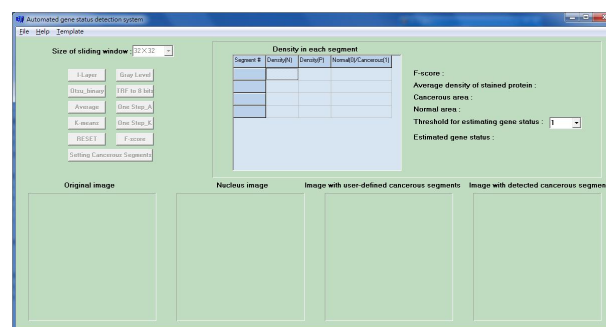 Automated gene status detection system
File Help Template
Size of sliding window : 32×32
I-Layer Gray Level
Otsu_binary TRF to 8 bits
Average One Step_A
K-means One Step_K
RESET F-score
Setting Cancerous Segments
Density in each segment
Segment # Density(N) Density(P) Normal(0)/Cancerous(1)
F-score :
Average density of stained protein :
Cancerous area :
Normal area :
Threshold for estimating gene status : 1
Estimated gene status :
Original image
Nucleus image
Image with user-defined cancerous segments
Image with detected cancerous segmen